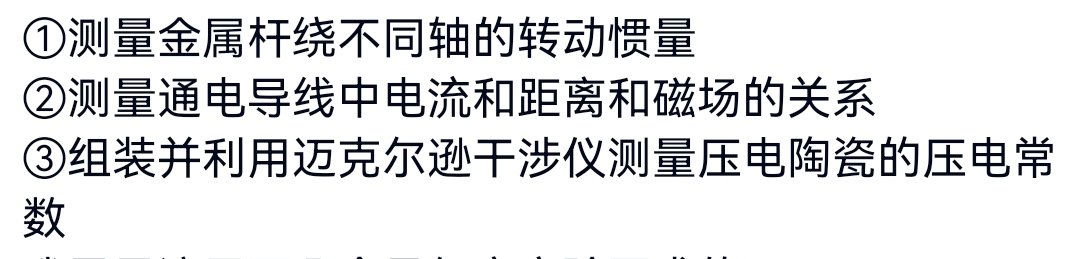 ①测量金属杆绕不同轴的转动惯量
②测量通电导线中电流和距离和磁场的关系
③组装并利用迈克尔逊干涉仪测量压电陶瓷的压电常
数